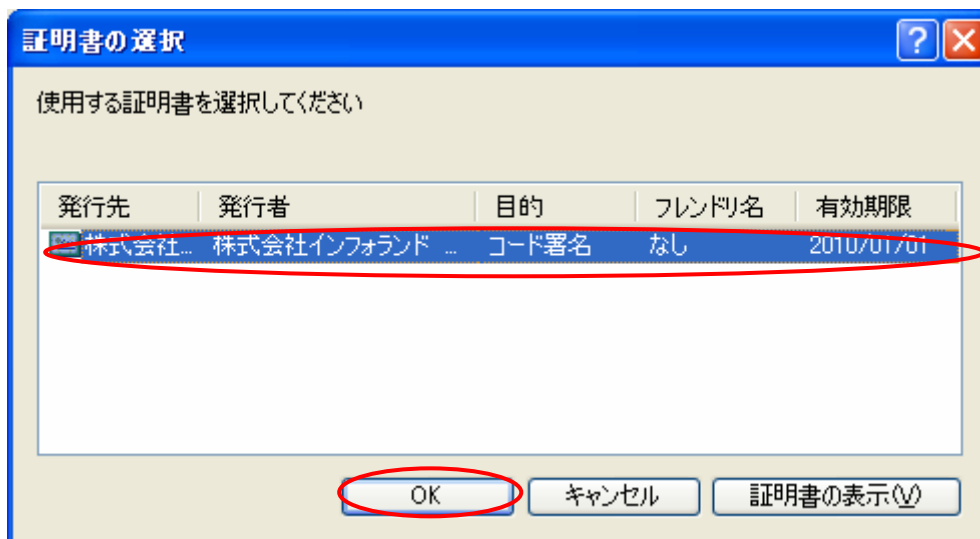 証明書の選択
使用する証明書を選択してください
発行先 発行者 目的 フレンドリ名 有効期限
株式会社... 株式会社インフォランド ... コード署名 なし 2010/01/01
OK キャンセル 証明書の表示(V)